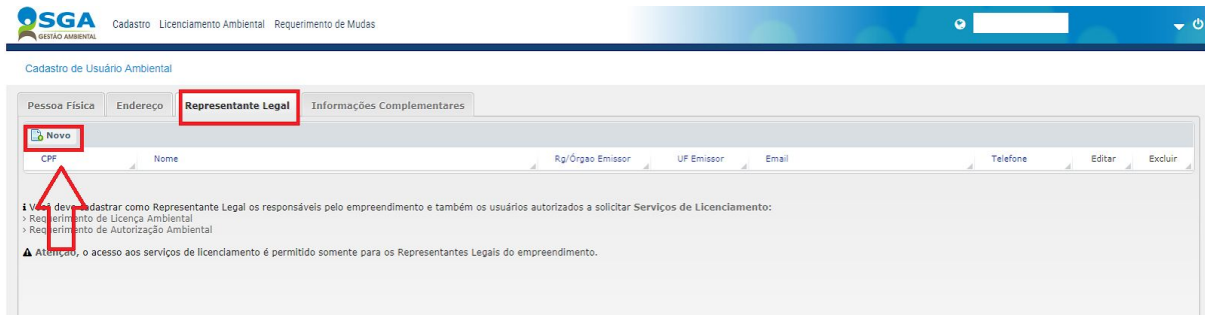 SGA
GESTÃO AMBIENTAL
Cadastro Licenciamento Ambiental Requerimento de Mudas
Cadastro de Usuário Ambiental
Pessoa Física Endereço Representante Legal Informações Complementares
Novo
CPF Nome Rg/Órgao Emissor UF Emissor Email Telefone Editar Excluir
i Você deve cadastrar como Representante Legal os responsáveis pelo empreendimento e também os usuários autorizados a solicitar Serviços de Licenciamento:
> Requerimento de Licença Ambiental
> Requerimento de Autorização Ambiental
Atenção, o acesso aos serviços de licenciamento é permitido somente para os Representantes Legais do empreendimento.